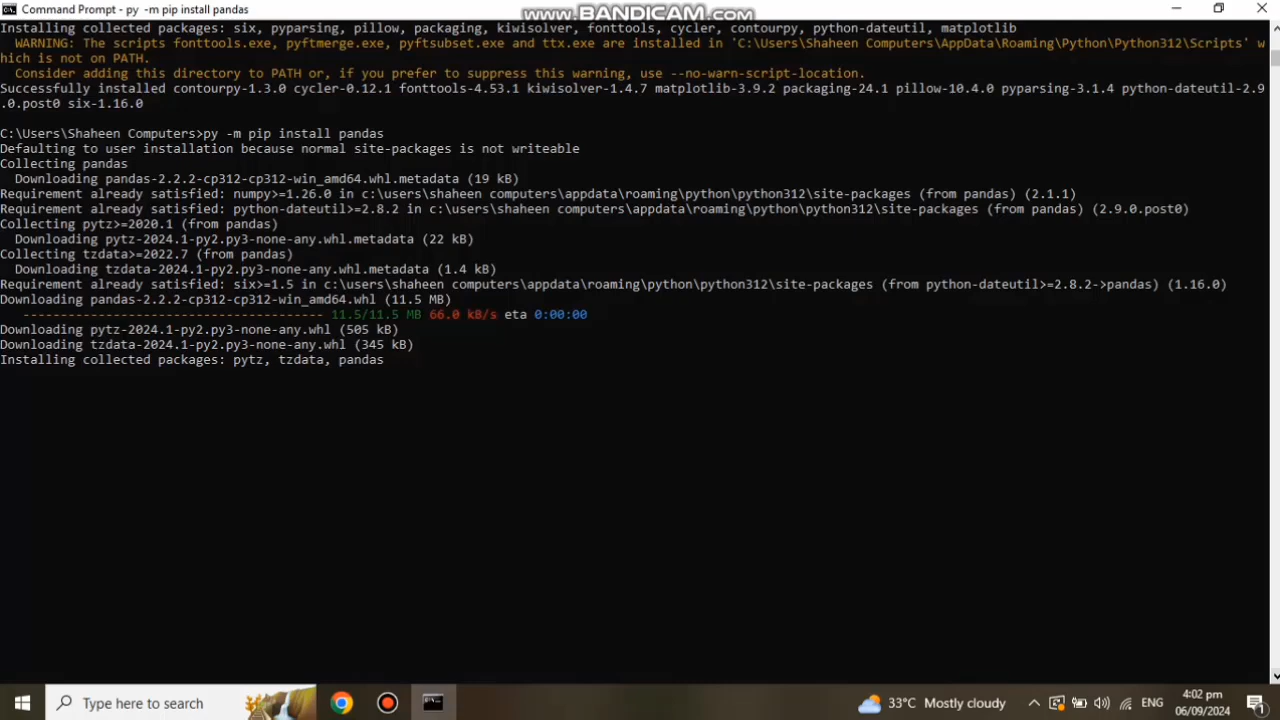 Command Prompt - py -m pip install pandas
www.BANDICAM.com
Installing collected packages: six, pyparsing, pillow, packaging, kiwisolver, fonttools, cycler, contourpy, python-dateutil, matplotlib
WARNING: The scripts fonttools.exe, pyftmerge.exe, pyftsubset.exe and ttx.exe are installed in 'C:\Users\Shaheen Computers\AppData\Roaming\Python\Python312\Scripts' w
hich is not on PATH.
Consider adding this directory to PATH or, if you prefer to suppress this warning, use --no-warn-script-location.
Successfully installed contourpy-1.3.0 cycler-0.12.1 fonttools-4.53.1 kiwisolver-1.4.7 matplotlib-3.9.2 packaging-24.1 pillow-10.4.0 pyparsing-3.1.4 python-dateutil-2.9
.0.post0 six-1.16.0
C:\Users\Shaheen Computers>py -m pip install pandas
Defaulting to user installation because normal site-packages is not writeable
Collecting pandas
Downloading pandas-2.2.2-cp312-cp312-win_amd64.whl.metadata (19 kB)
Requirement already satisfied: numpy>=1.26.0 in c:\users\shaheen computers\appdata\roaming\python\python312\site-packages (from pandas) (2.1.1)
Requirement already satisfied: python-dateutil>=2.8.2 in c:\users\shaheen computers\appdata\roaming\python\python312\site-packages (from pandas) (2.9.0.post0)
Collecting pytz>=2020.1 (from pandas)
Downloading pytz-2024.1-py2.py3-none-any.whl.metadata (22 kB)
Collecting tzdata>=2022.7 (from pandas)
Downloading tzdata-2024.1-py2.py3-none-any.whl.metadata (1.4 kB)
Requirement already satisfied: six>=1.5 in c:\users\shaheen computers\appdata\roaming\python\python312\site-packages (from python-dateutil>=2.8.2->pandas) (1.16.0)
Downloading pandas-2.2.2-cp312-cp312-win_amd64.whl (11.5 MB)
---------------------------------------- 11.5/11.5 MB 66.0 kB/s eta 0:00:00
Downloading pytz-2024.1-py2.py3-none-any.whl (505 kB)
Downloading tzdata-2024.1-py2.py3-none-any.whl (345 kB)
Installing collected packages: pytz, tzdata, pandas
Type here to search
33°C Mostly cloudy
ENG
4:02 pm
06/09/2024
1